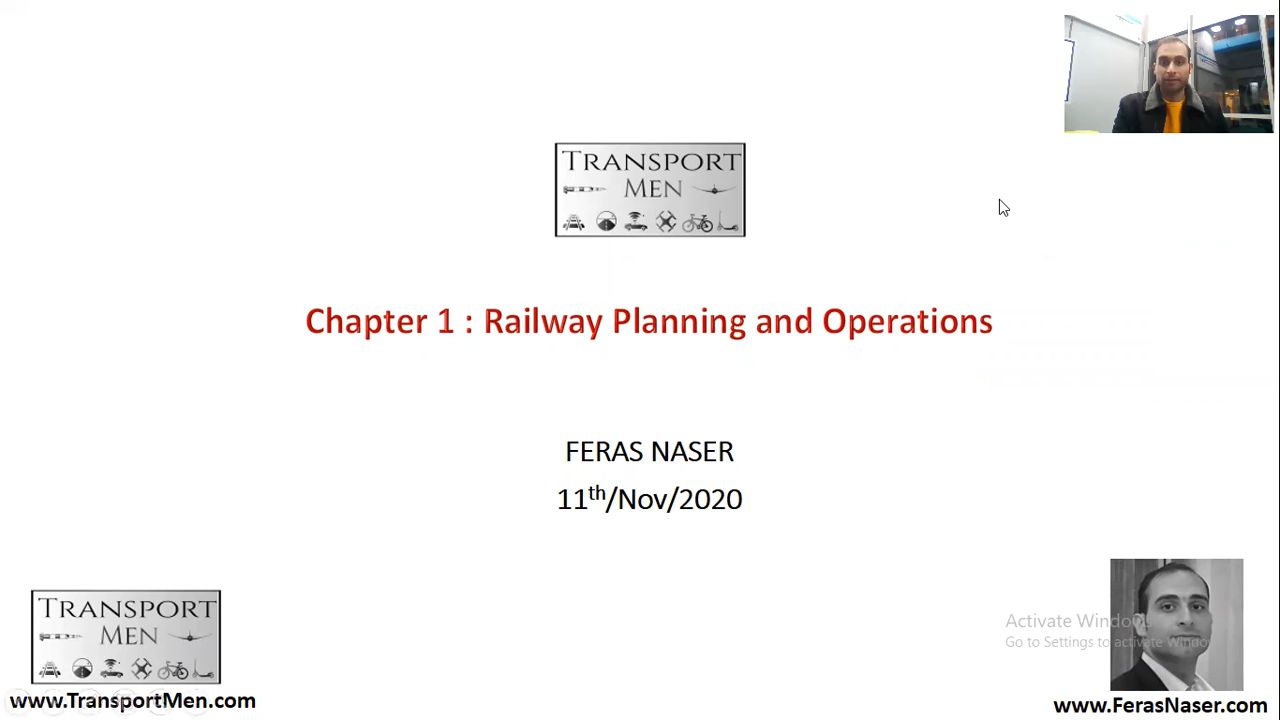 TRANSPORT
MEN
Chapter 1 : Railway Planning and Operations
FERAS NASER
11th/Nov/2020
TRANSPORT
MEN
www.TransportMen.com
Activate Windows
Go to Settings to activate Windows
www.FerasNaser.com